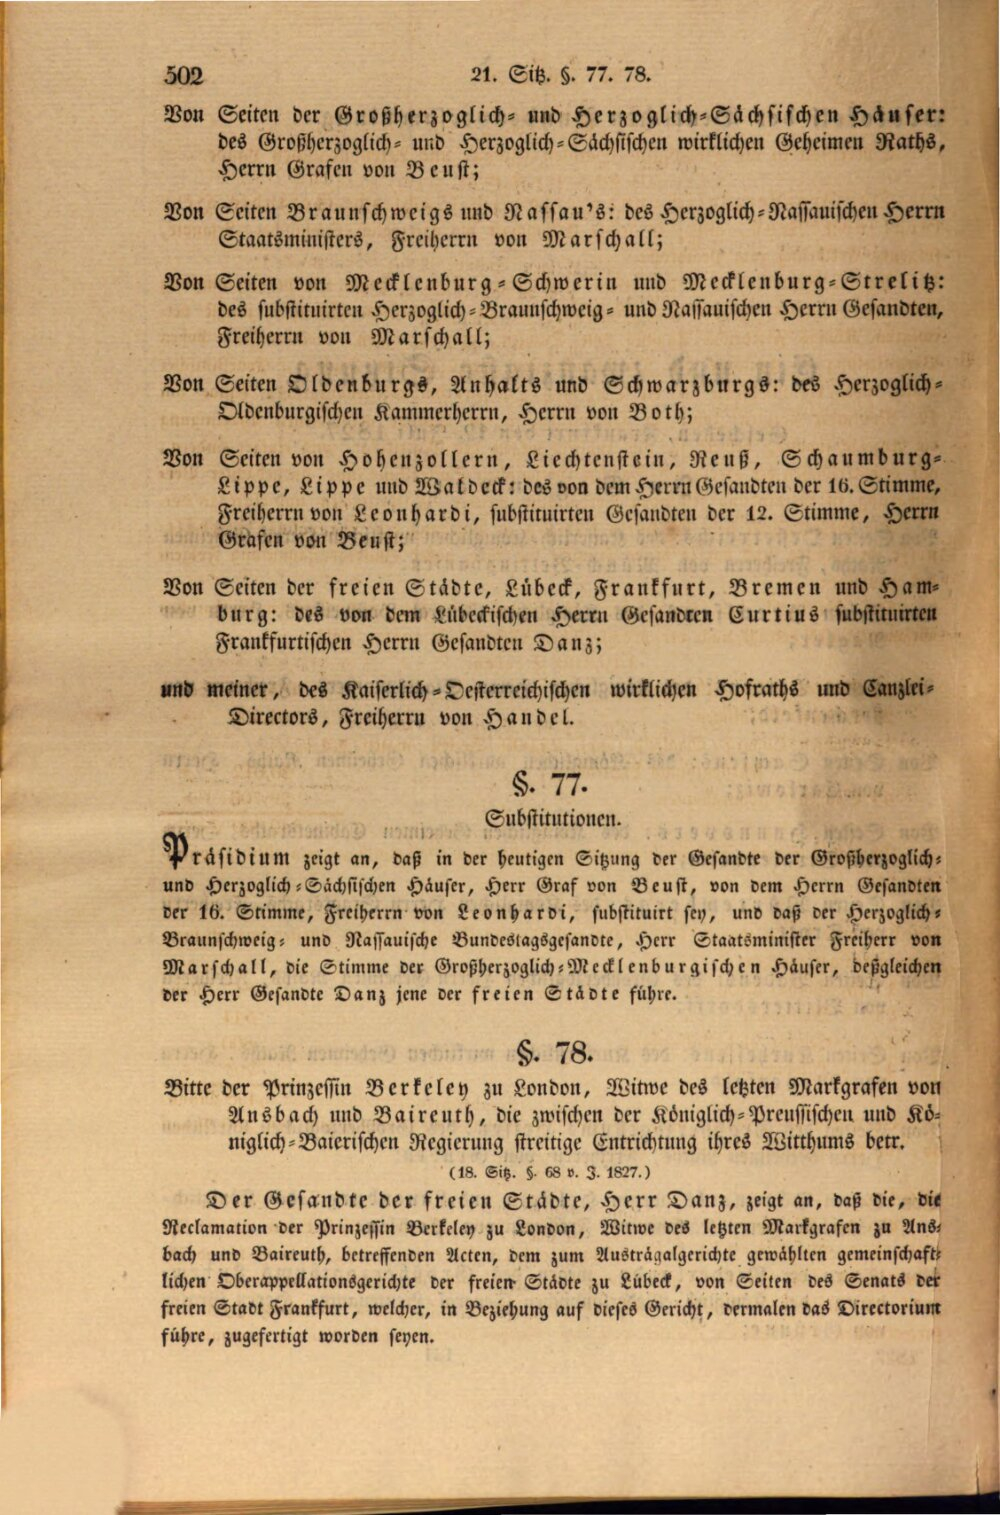 502 21. Sitz. §. 77. 78.
Von Seiten der Großherzoglich- und Herzoglich-Sächsischen Häuser:
des Großherzoglich- und Herzoglich-Sächsischen wirklichen Geheimen Raths,
Herrn Grafen von Beust;
Von Seiten Braunschweigs und Nassau's: des Herzoglich-Nassauischen Herrn
Staatsministers, Freiherrn von Marschall;
Von Seiten von Mecklenburg-Schwerin und Mecklenburg-Strelitz:
des substituirten Herzoglich-Braunschweig- und Nassauischen Herrn Gesandten,
Freiherrn von Marschall;
Von Seiten Oldenburgs, Anhalts und Schwarzburgs: des Herzoglich-
Oldenburgischen Kammerherrn, Herrn von Both;
Von Seiten von Hohenzollern, Liechtenstein, Reuß, Schaumburg-
Lippe, Lippe und Waldeck: des von dem Herrn Gesandten der 16. Stimme,
Freiherrn von Leonhardi, substituirten Gesandten der 12. Stimme, Herrn
Grafen von Beust;
Von Seiten der freien Städte, Lübeck, Frankfurt, Bremen und Ham-
burg: des von dem Lübeckischen Herrn Gesandten Curtius substituirten
Frankfurtischen Herrn Gesandten Danz;
und meiner, des Kaiserlich-Oesterreichischen wirklichen Hofraths und Canzlei-
Directors, Freiherrn von Handel.
§. 77.
Substitutionen.
Präsidium zeigt an, daß in der heutigen Sitzung der Gesandte der Großherzoglich-
und Herzoglich-Sächsischen Häuser, Herr Graf von Beust, von dem Herrn Gesandten
der 16. Stimme, Freiherrn von Leonhardi, substituirt sey, und daß der Herzoglich-
Braunschweig- und Nassauische Bundestagsgesandte, Herr Staatsminister Freiherr von
Marschall, die Stimme der Großherzoglich-Mecklenburgischen Häuser, deßgleichen
der Herr Gesandte Danz jene der freien Städte führe.
§. 78.
Bitte der Prinzessin Berkeley zu London, Witwe des letzten Markgrafen von
Ansbach und Baireuth, die zwischen der Königlich-Preussischen und Kö-
niglich-Baierischen Regierung streitige Entrichtung ihres Witthums betr.
(18. Sitz. §. 68 v. J. 1827.)
Der Gesandte der freien Städte, Herr Danz, zeigt an, daß die, die
Reclamation der Prinzessin Berkeley zu London, Witwe des letzten Markgrafen zu Ans-
bach und Baireuth, betreffenden Acten, dem zum Austrägalgerichte gewählten gemeinschaft-
lichen Oberappellationsgerichte der freien Städte zu Lübeck, von Seiten des Senats der
freien Stadt Frankfurt, welcher, in Beziehung auf dieses Gericht, dermalen das Directorium
führe, zugefertigt worden seyen.